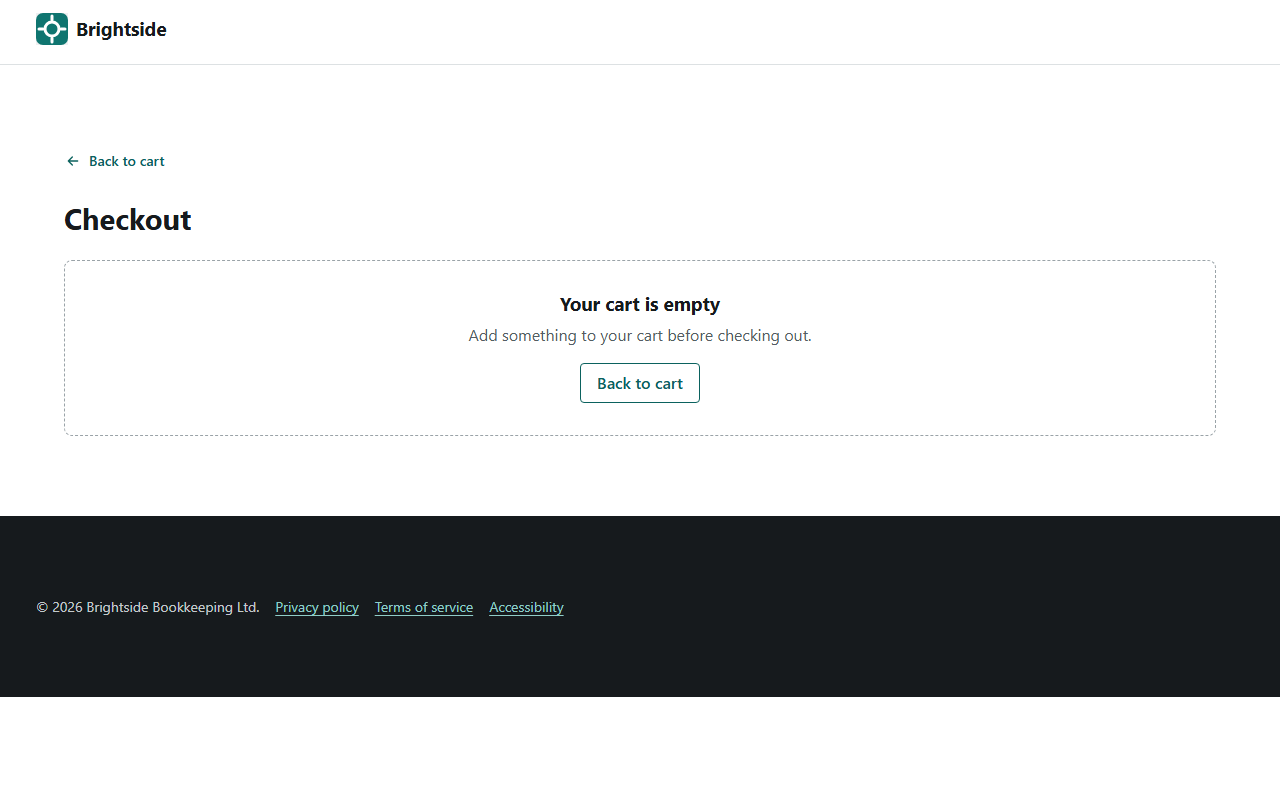 Brightside
Back to cart
Checkout
Your cart is empty
Add something to your cart before checking out.
Back to cart
© 2026 Brightside Bookkeeping Ltd. Privacy policy Terms of service Accessibility